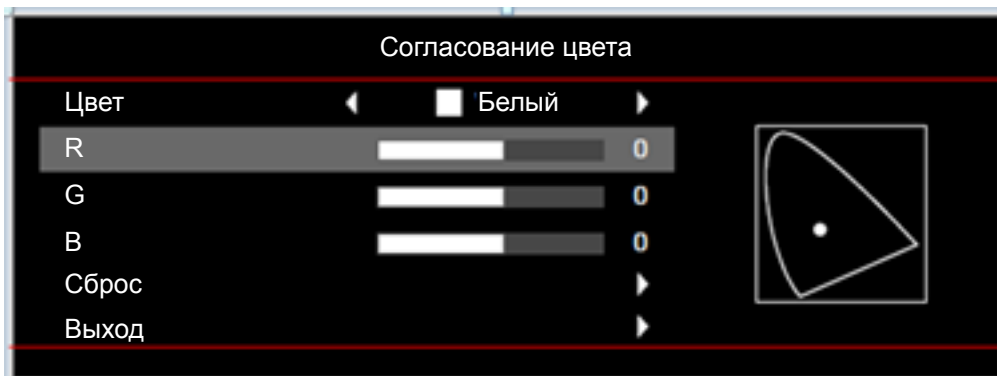 Согласование цвета
Цвет Белый
R 0
G 0
B 0
Сброс
Выход